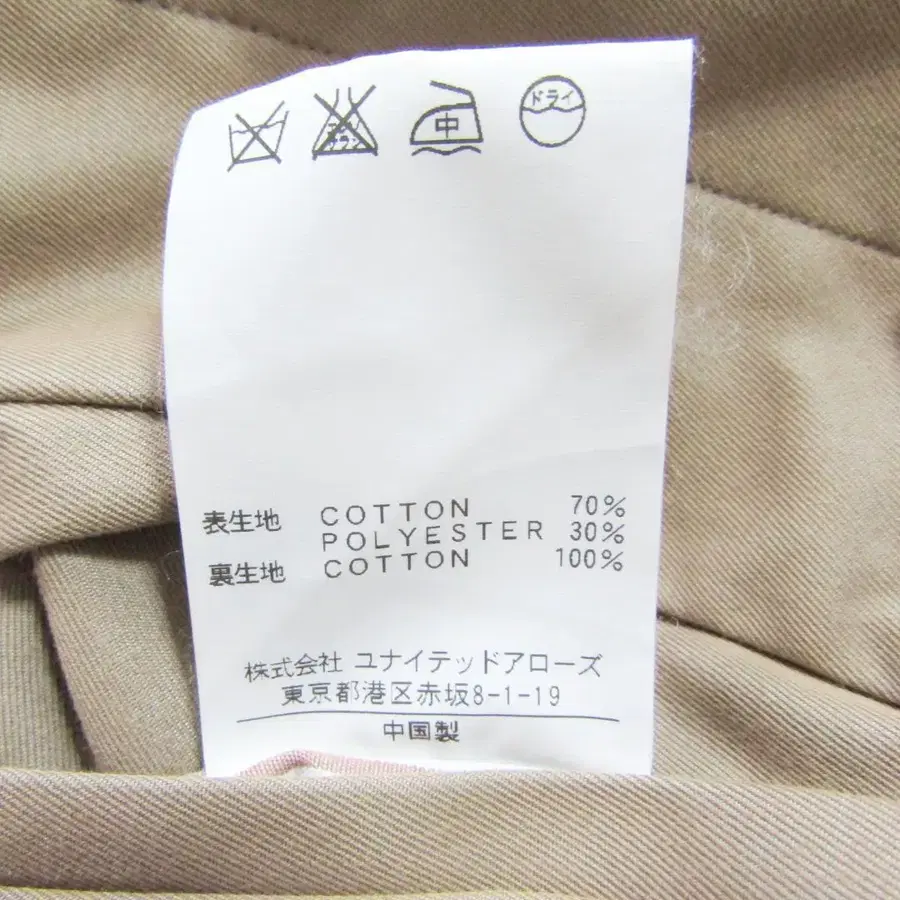 中 ドライ
表生地 COTTON 70%
POLYESTER 30%
裏生地 COTTON 100%
株式会社 ユナイテッドアローズ
東京都港区赤坂8-1-19
中国製